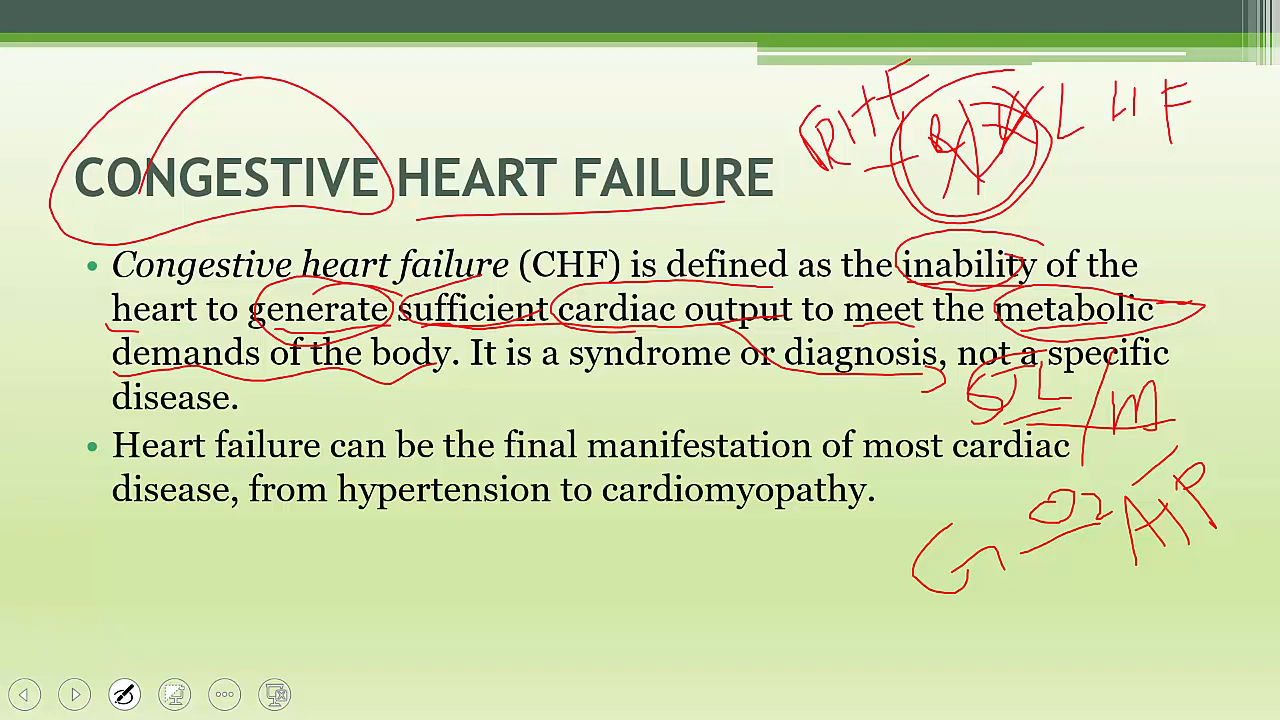 RHF LHF
CONGESTIVE HEART FAILURE
• Congestive heart failure (CHF) is defined as the inability of the
heart to generate sufficient cardiac output to meet the metabolic
demands of the body. It is a syndrome or diagnosis, not a specific
disease.
5L/m
• Heart failure can be the final manifestation of most cardiac
disease, from hypertension to cardiomyopathy.
G O2 ATP